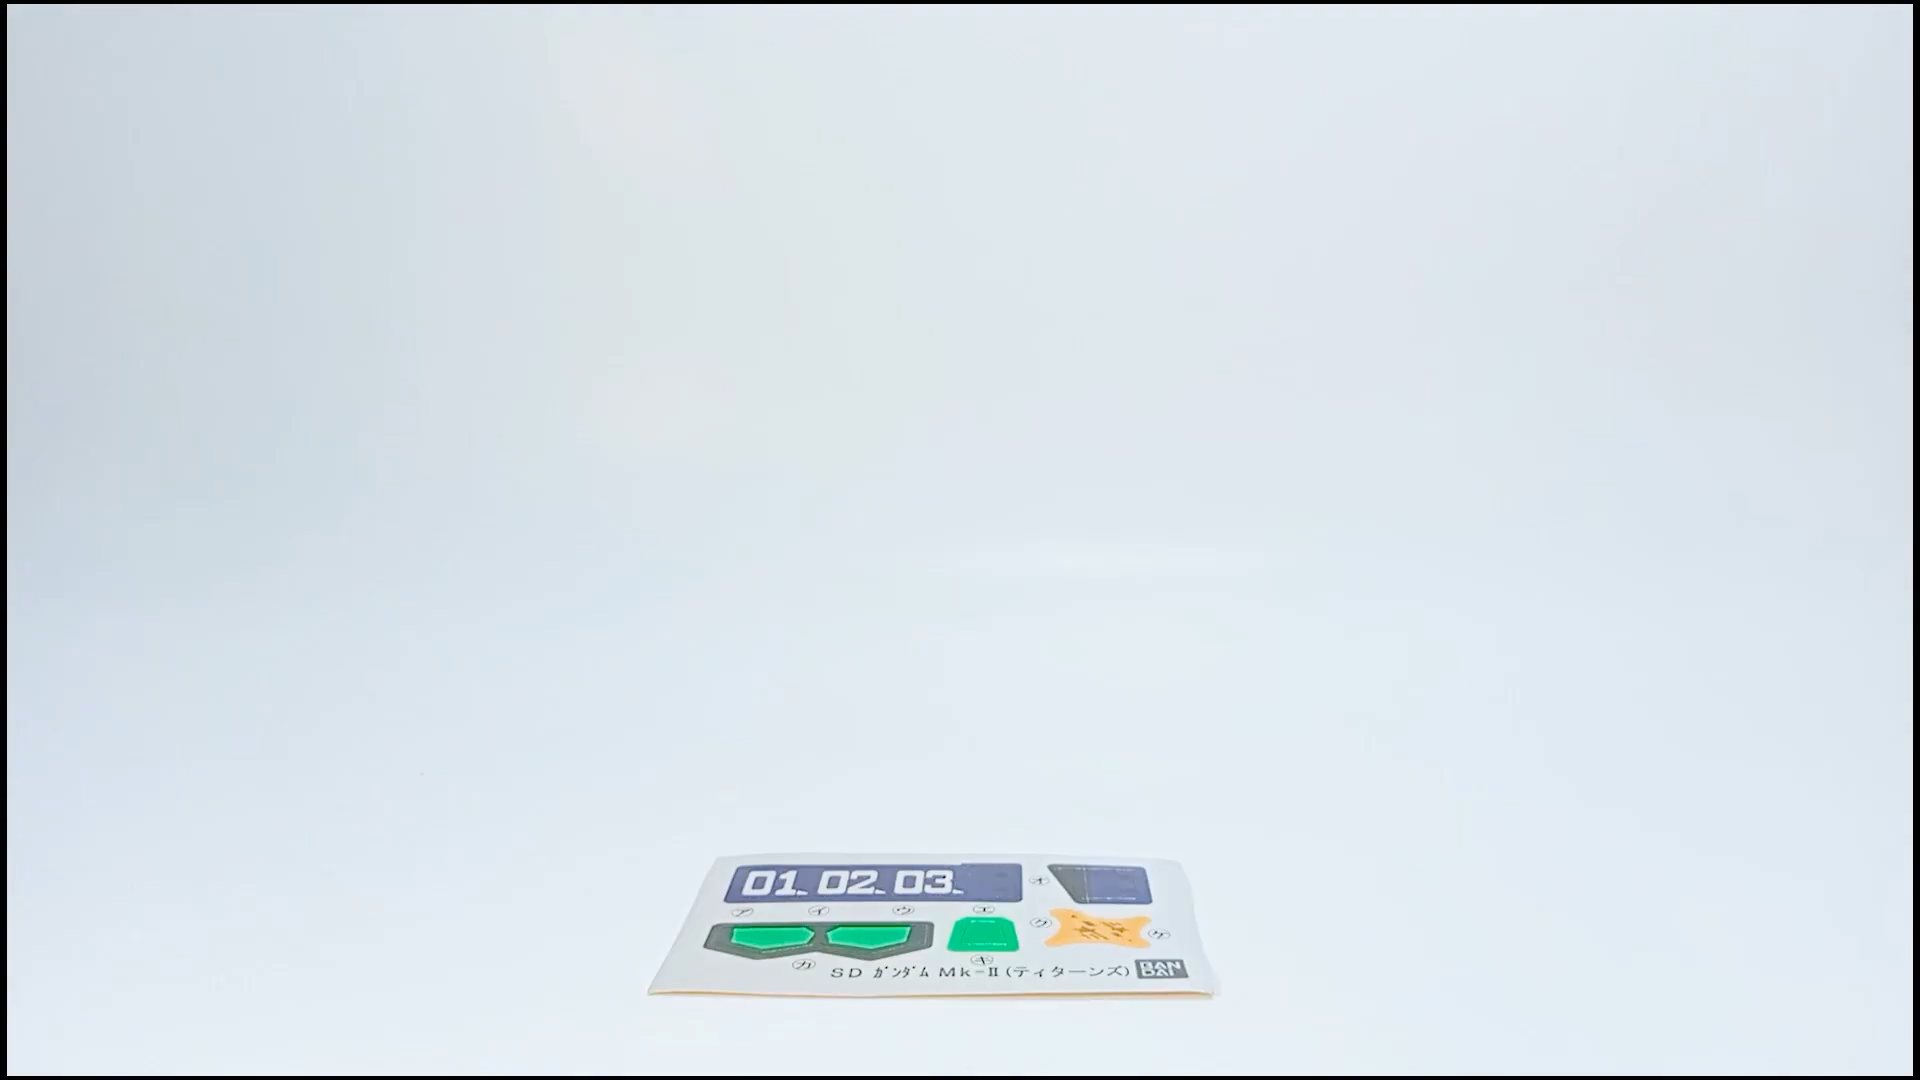 01. 02. 03.
オ
ア イ ウ エ
ク ケ
カ キ
SD ガンダム Mk-II (ティターンズ)
BAN
DAI